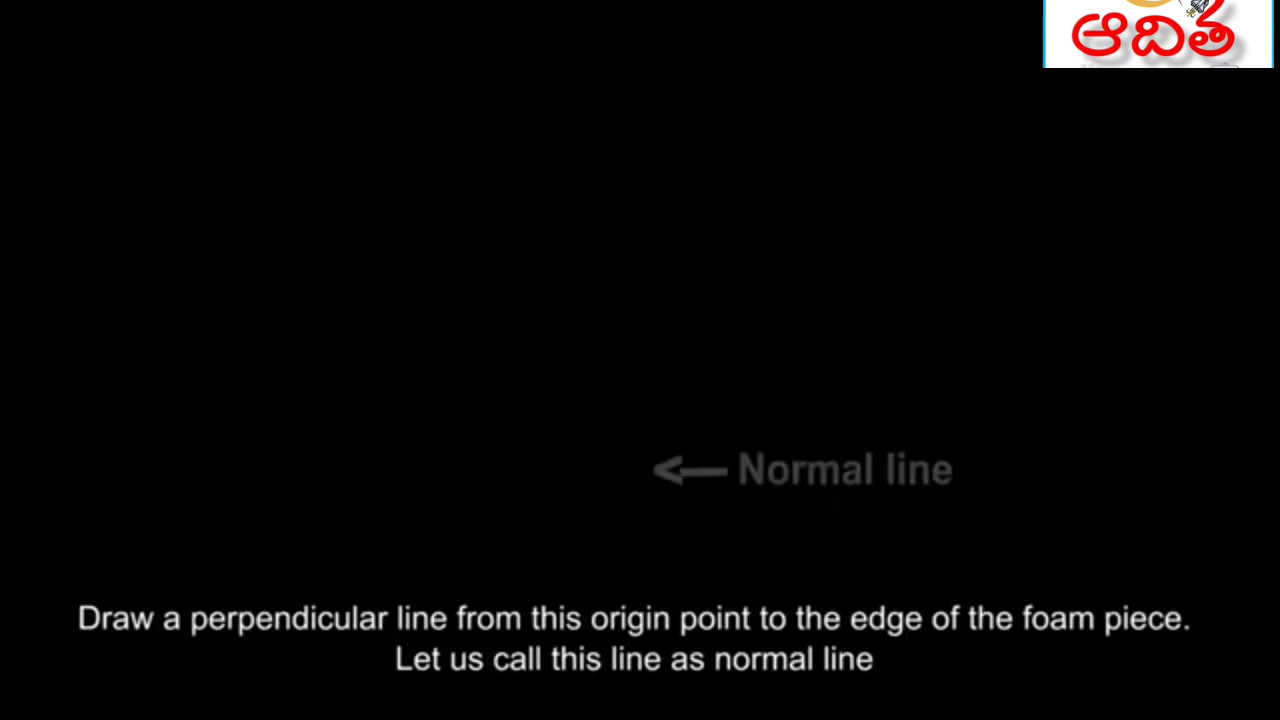 ఆదిత
Normal line
Draw a perpendicular line from this origin point to the edge of the foam piece.
Let us call this line as normal line